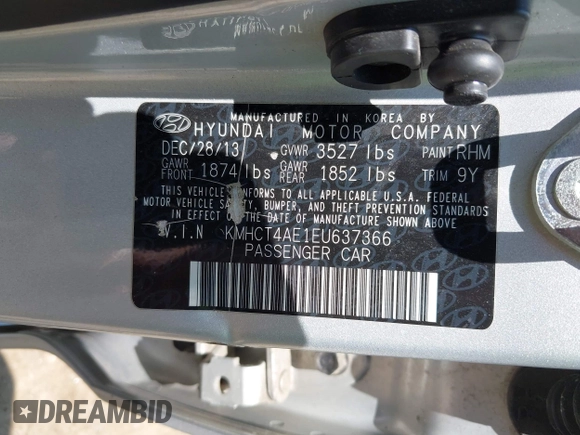 MANUFACTURED IN KOREA BY
HYUNDAI MOTOR COMPANY
DEC/28/13 GVWR 3527 lbs PAINT RHM
GAWR FRONT 1874 lbs GAWR REAR 1852 lbs TRIM 9Y
THIS VEHICLE CONFORMS TO ALL APPLICABLE U.S.A. FEDERAL
MOTOR VEHICLE SAFETY, BUMPER, AND THEFT PREVENTION STANDARDS
IN EFFECT ON THE DATE OF MANUFACTURE SHOWN ABOVE.
V.I.N KMHCT4AE1EU637366
PASSENGER CAR
DREAMBID